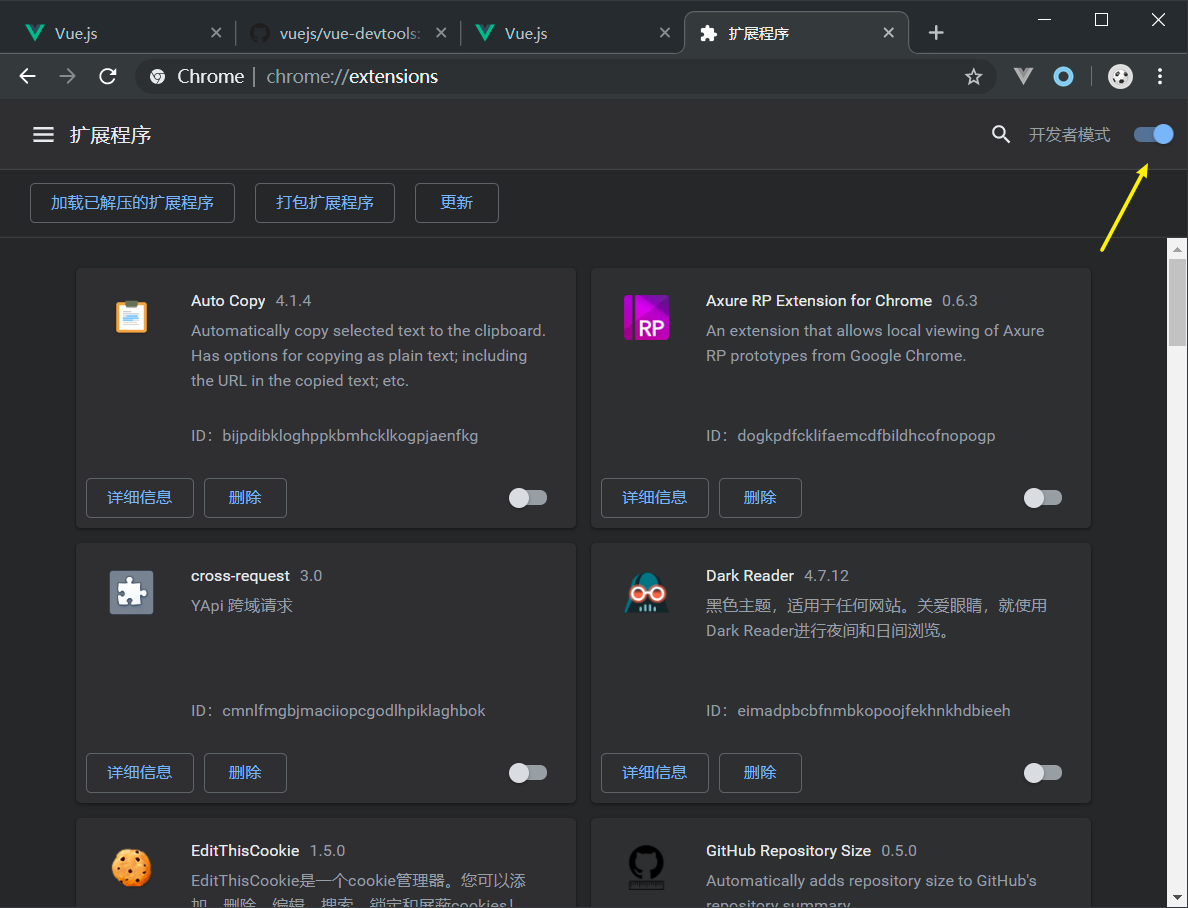 Vue.js
vuejs/vue-devtools:
Vue.js
扩展程序
Chrome | chrome://extensions
扩展程序
开发者模式
加载已解压的扩展程序
打包扩展程序
更新
Auto Copy 4.1.4
Automatically copy selected text to the clipboard.
Has options for copying as plain text; including
the URL in the copied text; etc.
ID：bijpdibkloghppkbmhcklkogpjaenfkg
详细信息
删除
RP
Axure RP Extension for Chrome 0.6.3
An extension that allows local viewing of Axure
RP prototypes from Google Chrome.
ID：dogkpdfcklifaemcdfbildhcofnopogp
详细信息
删除
cross-request 3.0
YApi 跨域请求
ID：cmnlfmgbjmaciiopcgodlhpiklaghbok
详细信息
删除
Dark Reader 4.7.12
黑色主题，适用于任何网站。关爱眼睛，就使用
Dark Reader进行夜间和日间浏览。
ID：eimadpbcbfnmbkopoojfekhnkhdbieeh
详细信息
删除
EditThisCookie 1.5.0
EditThisCookie是一个cookie管理器。您可以添
加，删除，编辑，搜索，锁定和屏蔽cookies！
GitHub Repository Size 0.5.0
Automatically adds repository size to GitHub's
repository summary